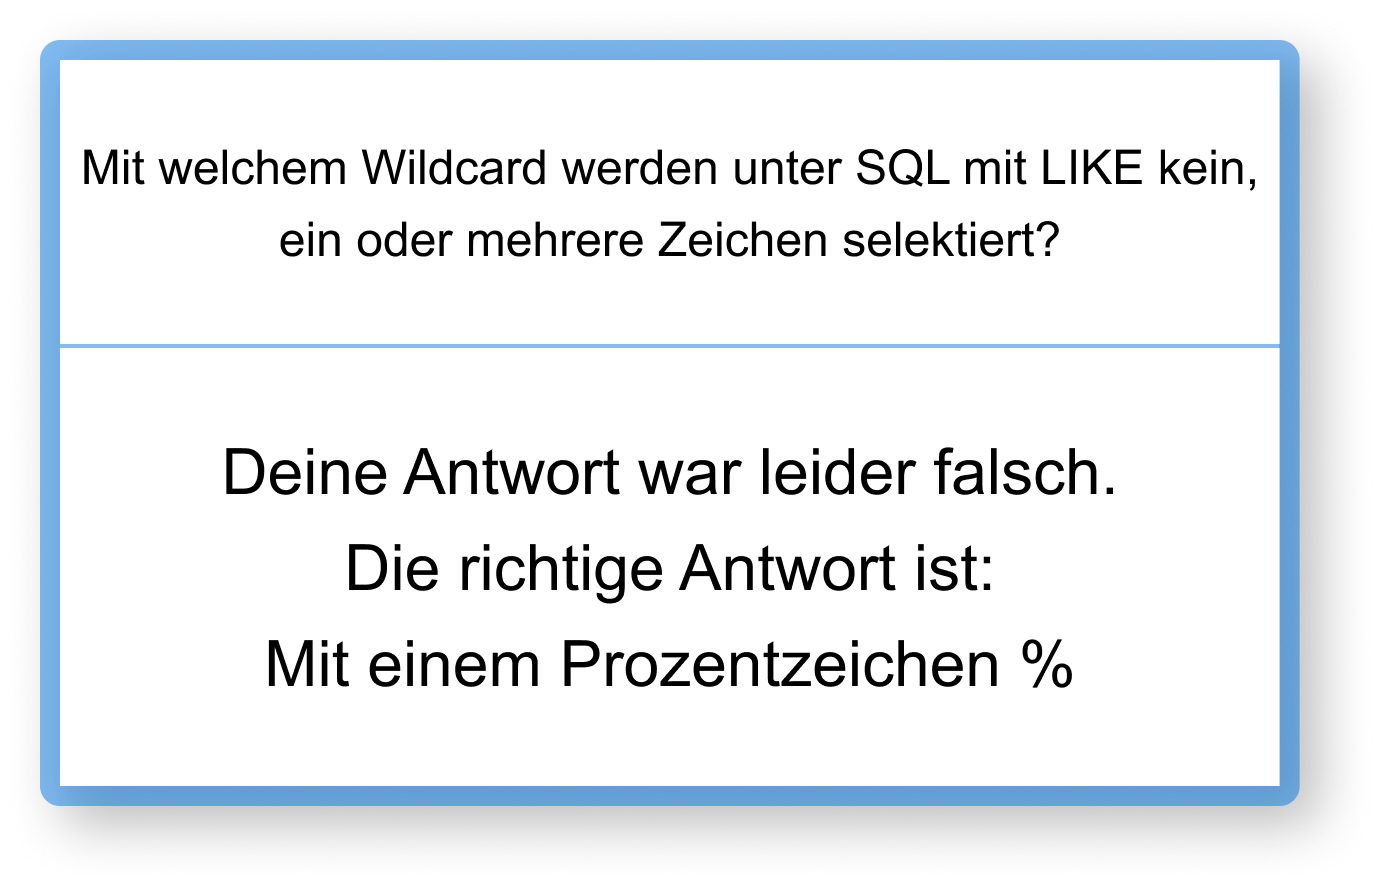 Mit welchem Wildcard werden unter SQL mit LIKE kein,
ein oder mehrere Zeichen selektiert?
Deine Antwort war leider falsch.
Die richtige Antwort ist:
Mit einem Prozentzeichen %